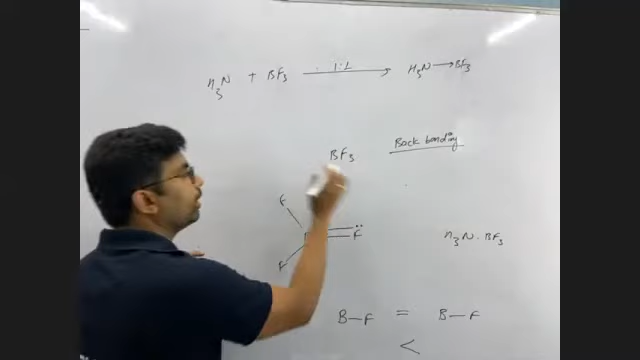 H₃N + BF₃ 1:1 → H₃N → BF₃
BF₃ Back bonding
F
= F
F
H₃N . BF₃
B — F = B — F
<